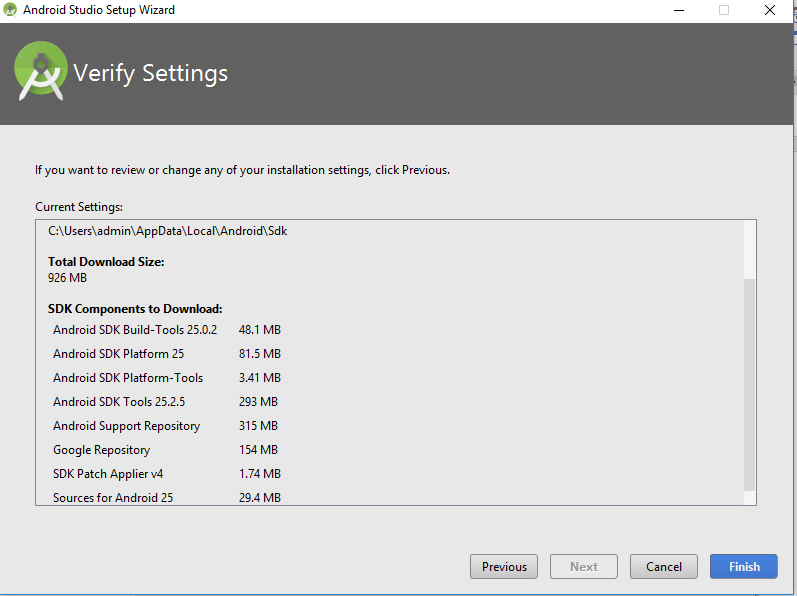 Android Studio Setup Wizard
Verify Settings
If you want to review or change any of your installation settings, click Previous.
Current Settings:
C:\Users\admin\AppData\Local\Android\Sdk
Total Download Size:
926 MB
SDK Components to Download:
Android SDK Build-Tools 25.0.2 48.1 MB
Android SDK Platform 25 81.5 MB
Android SDK Platform-Tools 3.41 MB
Android SDK Tools 25.2.5 293 MB
Android Support Repository 315 MB
Google Repository 154 MB
SDK Patch Applier v4 1.74 MB
Sources for Android 25 29.4 MB
Previous Next Cancel Finish